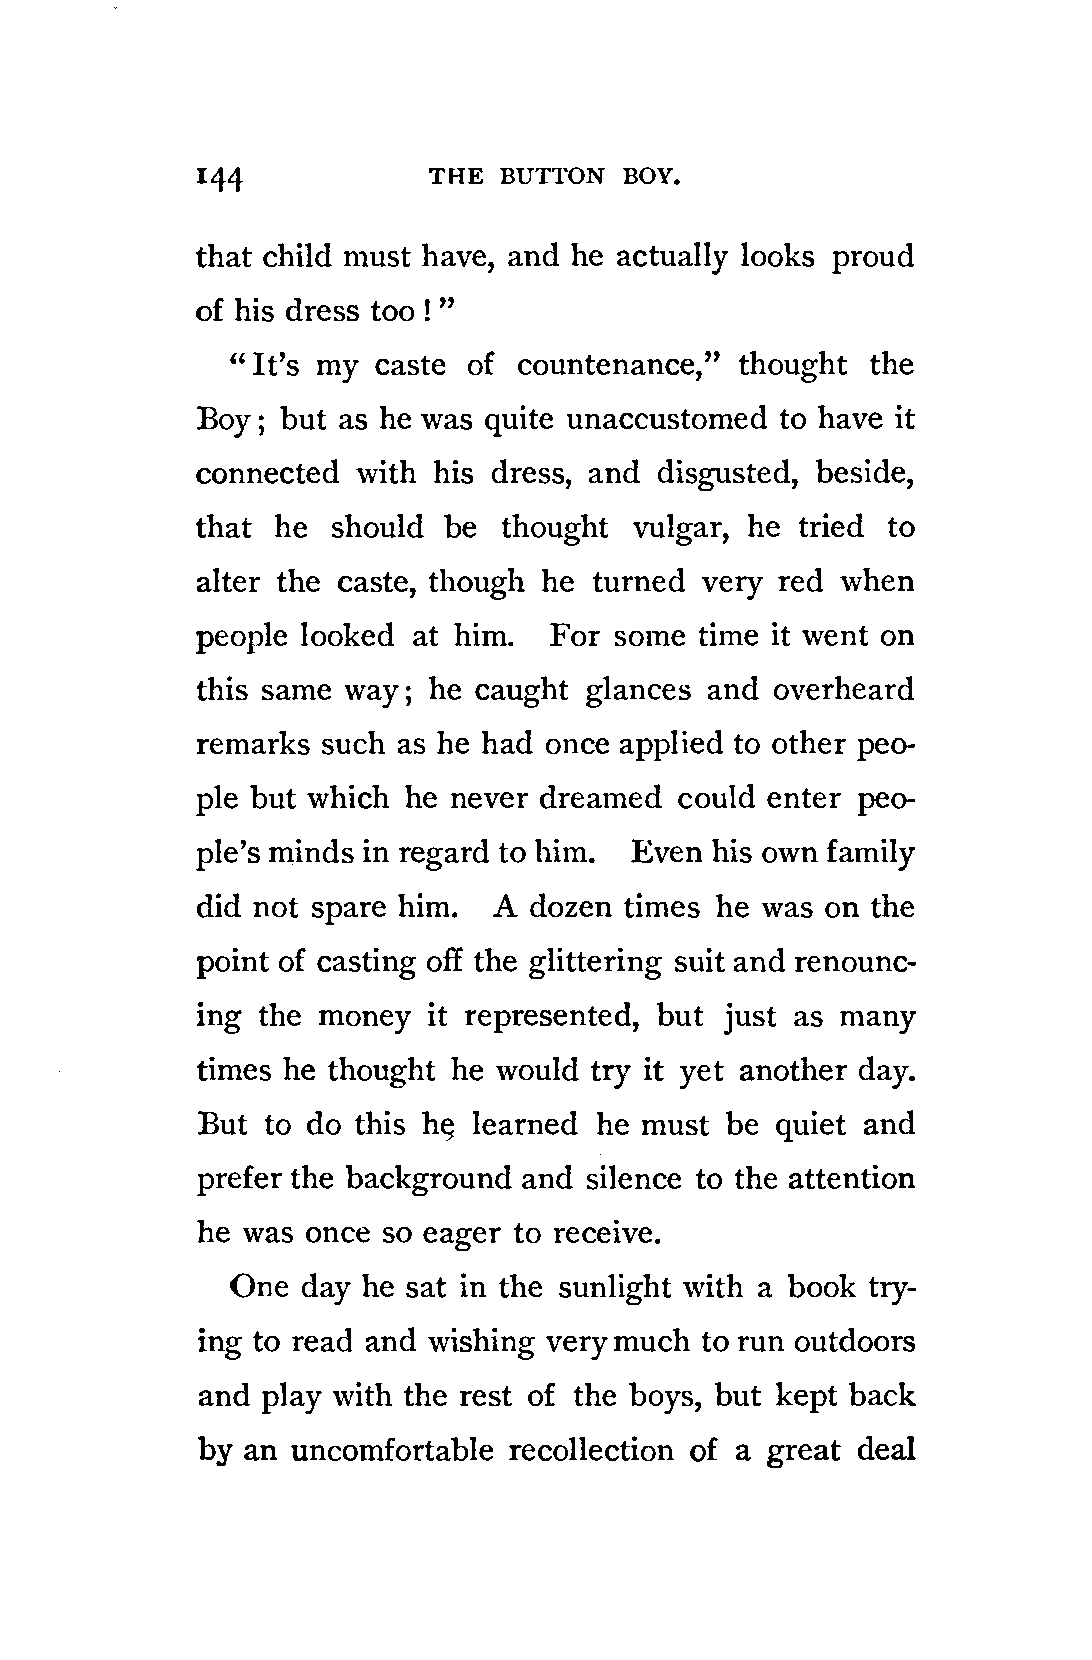 144 THE BUTTON BOY.
that child must have, and he actually looks proud
of his dress too ! ”
“ It’s my caste of countenance,” thought the
Boy ; but as he was quite unaccustomed to have it
connected with his dress, and disgusted, beside,
that he should be thought vulgar, he tried to
alter the caste, though he turned very red when
people looked at him. For some time it went on
this same way ; he caught glances and overheard
remarks such as he had once applied to other peo-
ple but which he never dreamed could enter peo-
ple’s minds in regard to him. Even his own family
did not spare him. A dozen times he was on the
point of casting off the glittering suit and renounc-
ing the money it represented, but just as many
times he thought he would try it yet another day.
But to do this he learned he must be quiet and
prefer the background and silence to the attention
he was once so eager to receive.
One day he sat in the sunlight with a book try-
ing to read and wishing very much to run outdoors
and play with the rest of the boys, but kept back
by an uncomfortable recollection of a great deal